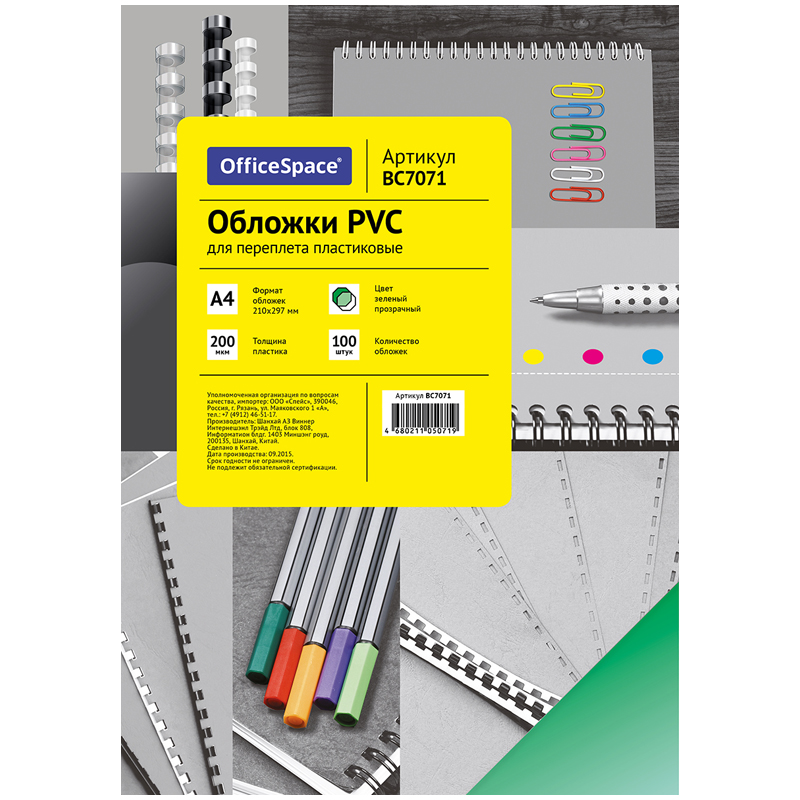 OfficeSpace®
Артикул
BC7071
Обложки PVC
для переплета пластиковые
A4
Формат
обложек
210x297 мм
Цвет
зеленый
прозрачный
200
мкм
Толщина
пластика
100
штук
Количество
обложек
Уполномоченная организация по вопросам
качества, импортер: ООО «Спейс», 390046,
Россия, г. Рязань, ул. Маяковского 1 «А»,
тел.: +7 (4912) 46-51-17.
Производитель: Шанхай АЗ Виннер
Интернешнл Трэйд Лтд, блок 808,
Информатион блдг. 1403 Миншэнг роуд,
200135, Шанхай, Китай.
Сделано в Китае.
Дата производства: 09.2015.
Срок годности не ограничен.
Не подлежит обязательной сертификации.
Артикул BC7071
4 680211 050719